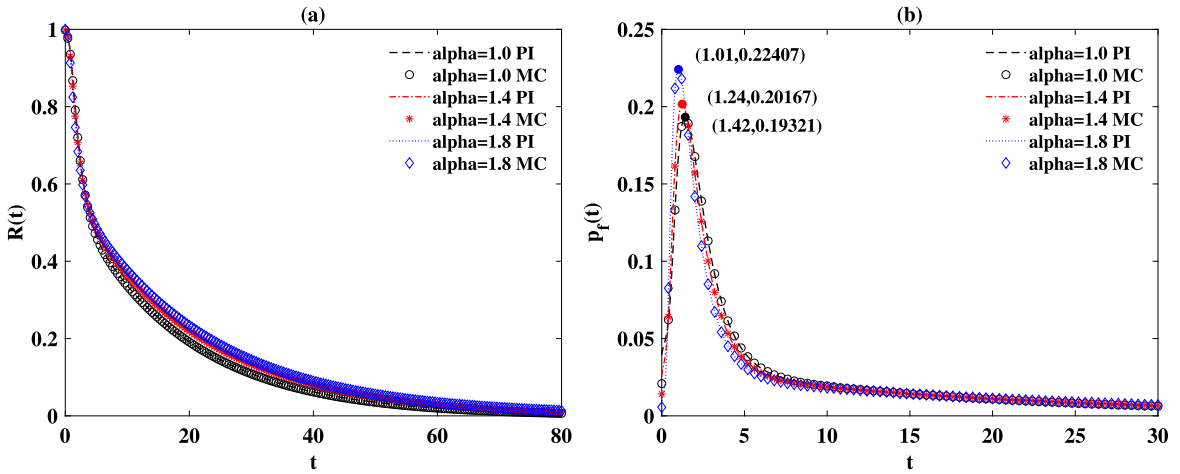 (a)
R(t)
1
0.8
0.6
0.4
0.2
0
0 20 40 60 80
t
alpha=1.0 PI
alpha=1.0 MC
alpha=1.4 PI
alpha=1.4 MC
alpha=1.8 PI
alpha=1.8 MC
(b)
p_f(t)
0.25
0.2
0.15
0.1
0.05
0
0 5 10 15 20 25 30
t
(1.01,0.22407)
(1.24,0.20167)
(1.42,0.19321)
alpha=1.0 PI
alpha=1.0 MC
alpha=1.4 PI
alpha=1.4 MC
alpha=1.8 PI
alpha=1.8 MC